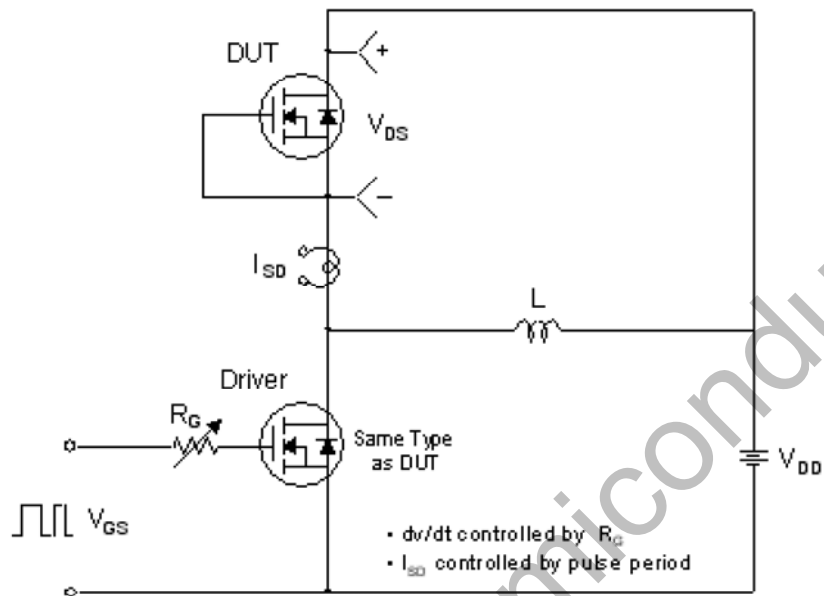 DUT
+
V_DS
−
I_SD
L
Driver
R_G
Same Type
as DUT
V_DD
V_GS
• dv/dt controlled by R_G
• I_SD controlled by pulse period
micondu